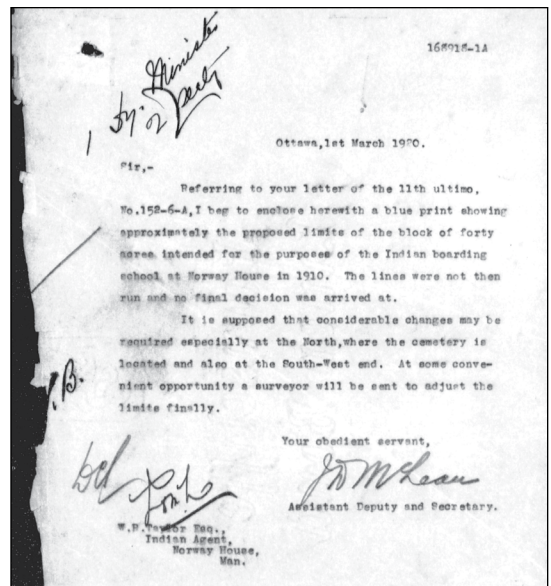 168918-1A
Minister
by
or
Ottawa,1st March 1920.
Sir,-
Referring to your letter of the 11th ultimo,
No.152-6-A,I beg to enclose herewith a blue print showing
approximately the proposed limits of the block of forty
acres intended for the purposes of the Indian boarding
school at Norway House in 1910. The lines were not then
run and no final decision was arrived at.
It is supposed that considerable changes may be
required especially at the North,where the cemetery is
located and also at the South-West end. At some conve-
nient opportunity a surveyor will be sent to adjust the
limits finally.
Your obedient servant,
J D McLean
Assistant Deputy and Secretary.
Taylor Esq.,
Indian Agent,
Norway House,
Man.